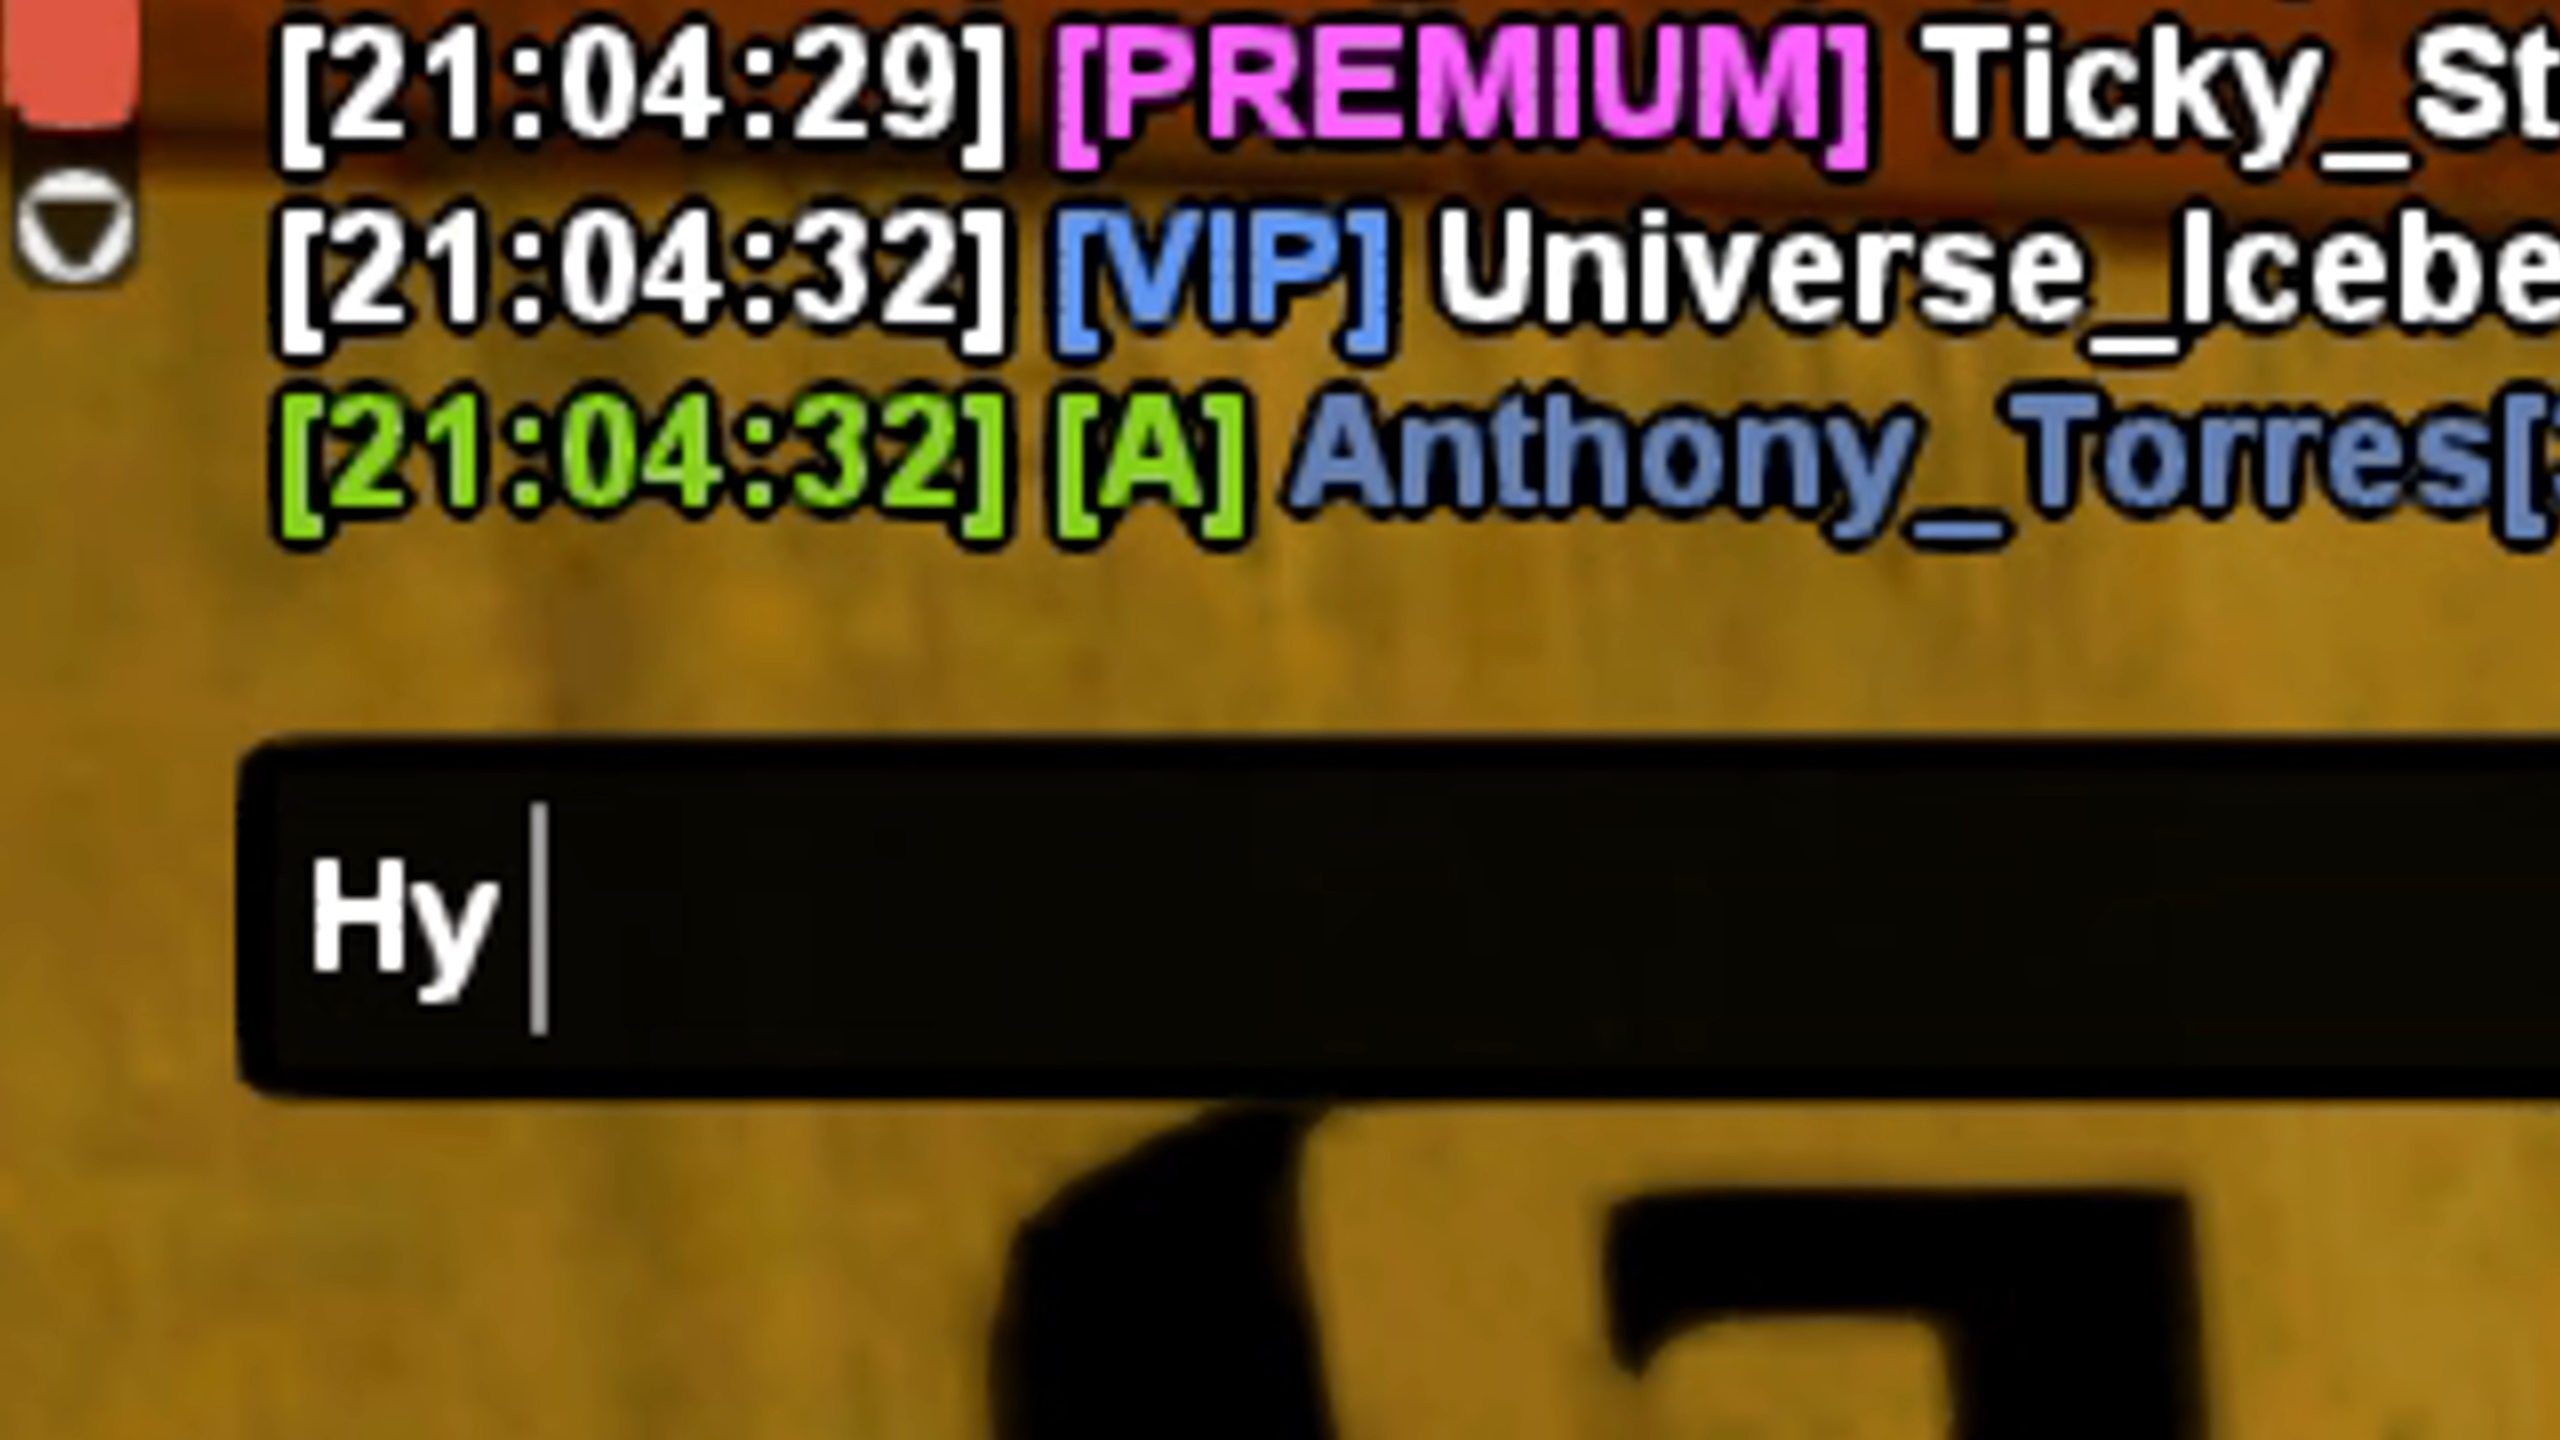 [21:04:29] [PREMIUM] Ticky_St
[21:04:32] [VIP] Universe_Icebe
[21:04:32] [A] Anthony_Torres[
Hy